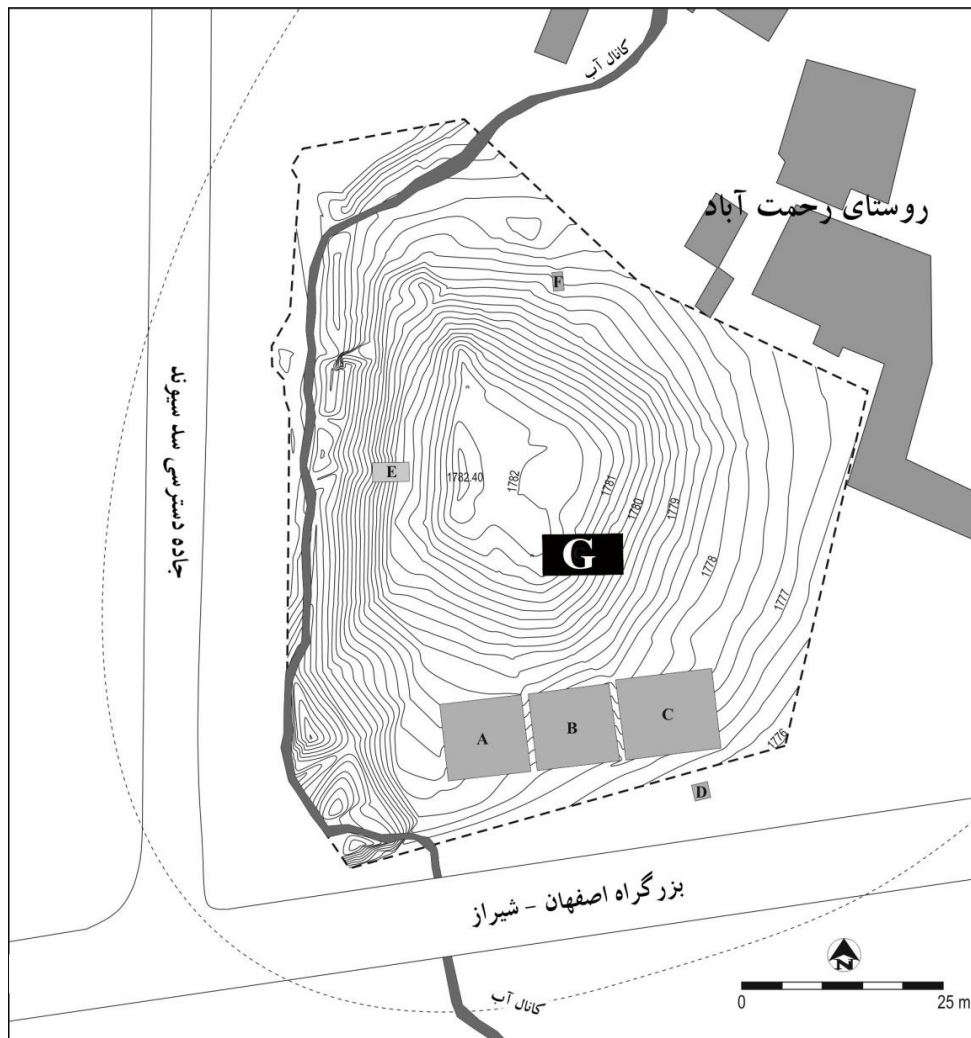 کانال آب
روستای رحمت آباد
F
جاده دسترسی سد سیوند
E
1782.40
1782
1781
1780
1779
G
1778
1777
A
B
C
1776
D
بزرگراه اصفهان - شیراز
کانال آب
N
0
25 m